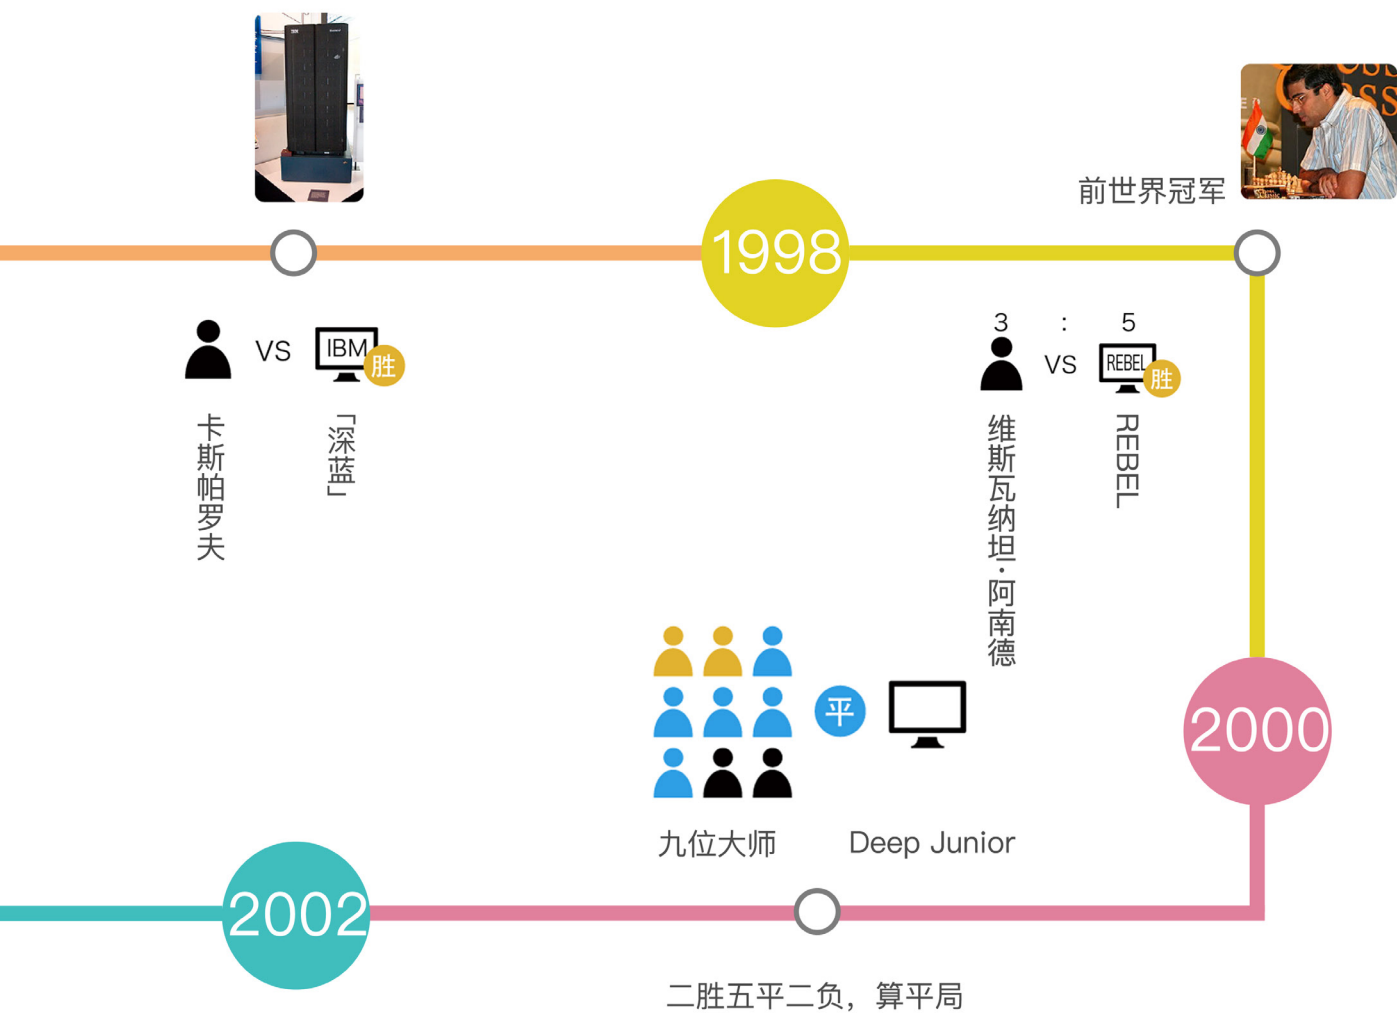 1998
前世界冠军
VS
IBM
胜
卡斯帕罗夫
「深蓝」
3 : 5
VS
REBEL
胜
维斯瓦纳坦·阿南德
REBEL
2000
平
九位大师
Deep Junior
2002
二胜五平二负，算平局